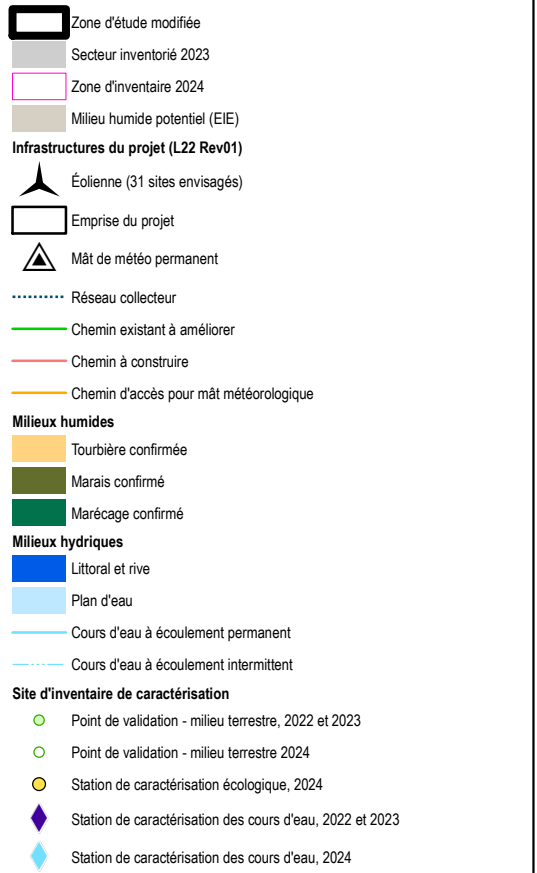 Zone d'étude modifiée
Secteur inventorié 2023
Zone d'inventaire 2024
Milieu humide potentiel (EIE)
Infrastructures du projet (L22 Rev01)
Éolienne (31 sites envisagés)
Emprise du projet
Mât de météo permanent
Réseau collecteur
Chemin existant à améliorer
Chemin à construire
Chemin d'accès pour mât météorologique
Milieux humides
Tourbière confirmée
Marais confirmé
Marécage confirmé
Milieux hydriques
Littoral et rive
Plan d'eau
Cours d'eau à écoulement permanent
Cours d'eau à écoulement intermittent
Site d'inventaire de caractérisation
Point de validation - milieu terrestre, 2022 et 2023
Point de validation - milieu terrestre 2024
Station de caractérisation écologique, 2024
Station de caractérisation des cours d'eau, 2022 et 2023
Station de caractérisation des cours d'eau, 2024